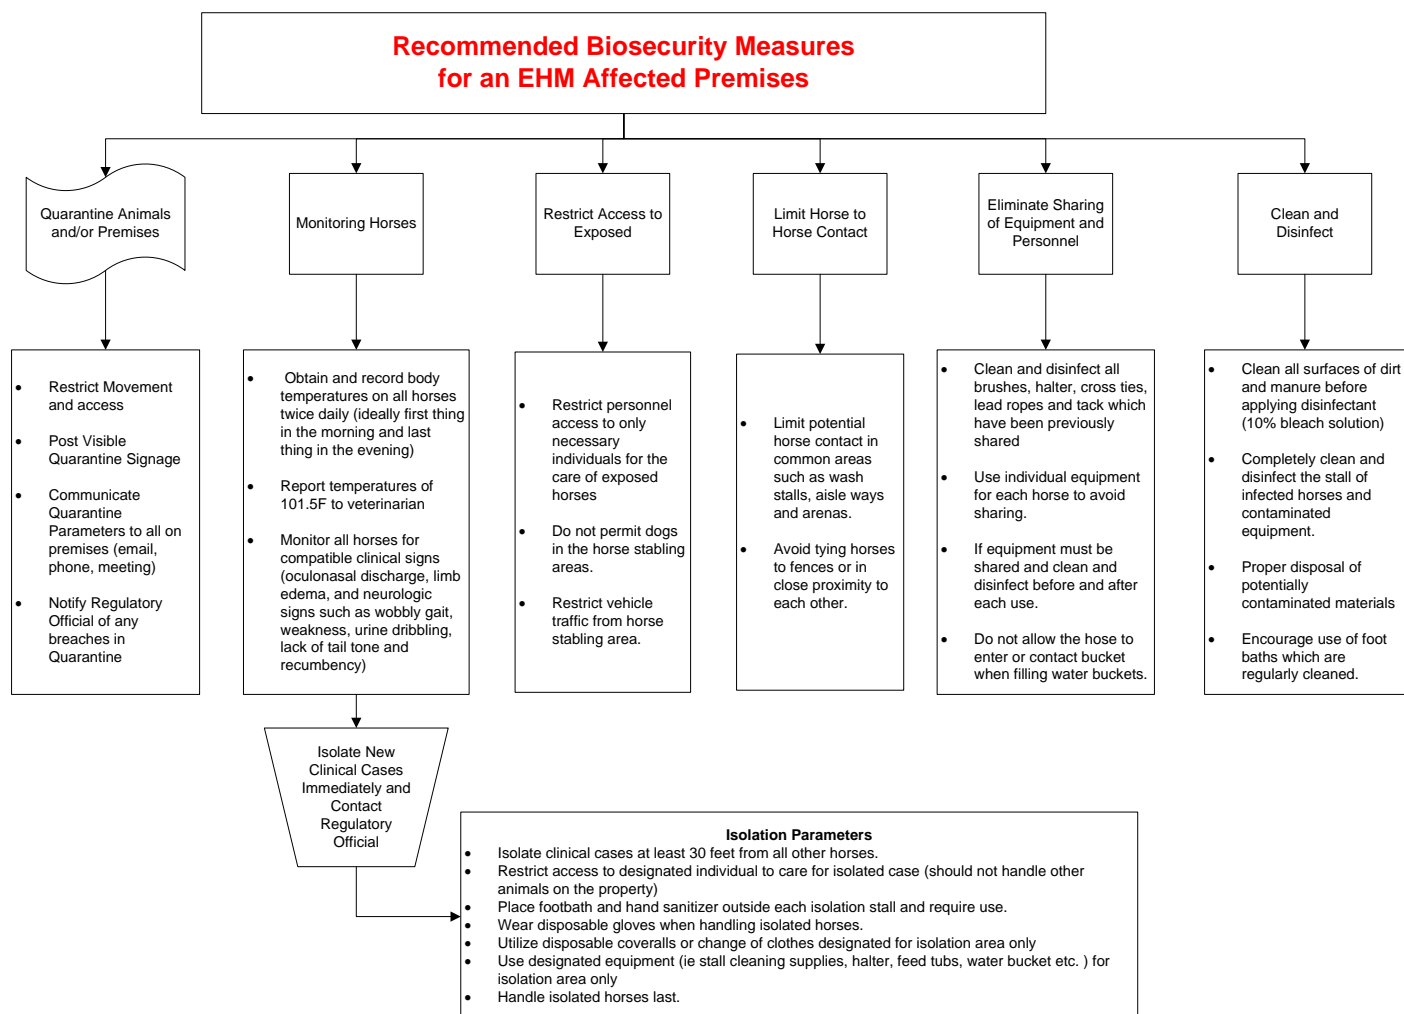 Recommended Biosecurity Measures
for an EHM Affected Premises
Quarantine Animals
and/or Premises
Monitoring Horses
Restrict Access to
Exposed
Limit Horse to
Horse Contact
Eliminate Sharing
of Equipment and
Personnel
Clean and
Disinfect
• Restrict Movement
and access
• Post Visible
Quarantine Signage
• Communicate
Quarantine
Parameters to all on
premises (email,
phone, meeting)
• Notify Regulatory
Official of any
breaches in
Quarantine
• Obtain and record body
temperatures on all horses
twice daily (ideally first thing
in the morning and last
thing in the evening)
• Report temperatures of
101.5F to veterinarian
• Monitor all horses for
compatible clinical signs
(oculonasal discharge, limb
edema, and neurologic
signs such as wobbly gait,
weakness, urine dribbling,
lack of tail tone and
recumbency)
• Restrict personnel
access to only
necessary
individuals for the
care of exposed
horses
• Do not permit dogs
in the horse stabling
areas.
• Restrict vehicle
traffic from horse
stabling area.
• Limit potential
horse contact in
common areas
such as wash
stalls, aisle ways
and arenas.
• Avoid tying horses
to fences or in
close proximity to
each other.
• Clean and disinfect all
brushes, halter, cross ties,
lead ropes and tack which
have been previously
shared
• Use individual equipment
for each horse to avoid
sharing.
• If equipment must be
shared and clean and
disinfect before and after
each use.
• Do not allow the hose to
enter or contact bucket
when filling water buckets.
• Clean all surfaces of dirt
and manure before
applying disinfectant
(10% bleach solution)
• Completely clean and
disinfect the stall of
infected horses and
contaminated
equipment.
• Proper disposal of
potentially
contaminated materials
• Encourage use of foot
baths which are
regularly cleaned.
Isolate New
Clinical Cases
Immediately and
Contact
Regulatory
Official
Isolation Parameters
• Isolate clinical cases at least 30 feet from all other horses.
• Restrict access to designated individual to care for isolated case (should not handle other
animals on the property)
• Place footbath and hand sanitizer outside each isolation stall and require use.
• Wear disposable gloves when handling isolated horses.
• Utilize disposable coveralls or change of clothes designated for isolation area only
• Use designated equipment (ie stall cleaning supplies, halter, feed tubs, water bucket etc. ) for
isolation area only
• Handle isolated horses last.